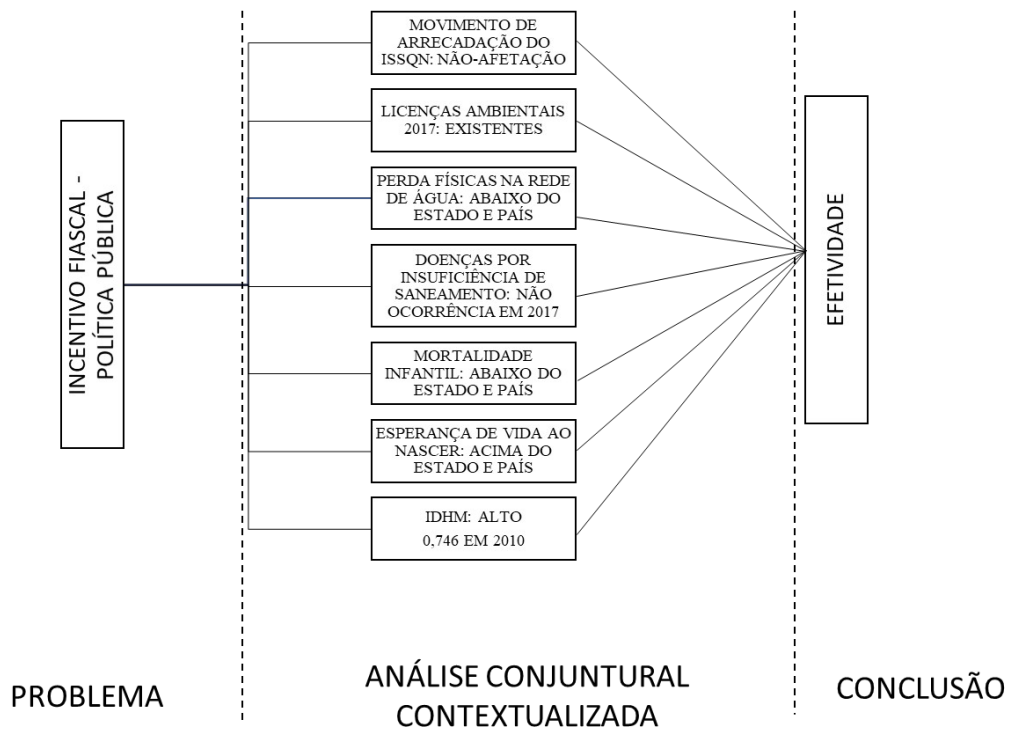 INCENTIVO FIASCAL -
POLÍTICA PÚBLICA
MOVIMENTO DE
ARRECADAÇÃO DO
ISSQN: NÃO-AFETAÇÃO
LICENÇAS AMBIENTAIS
2017: EXISTENTES
PERDA FÍSICAS NA REDE
DE ÁGUA: ABAIXO DO
ESTADO E PAÍS
DOENÇAS POR
INSUFICIÊNCIA DE
SANEAMENTO: NÃO
OCORRÊNCIA EM 2017
MORTALIDADE
INFANTIL: ABAIXO DO
ESTADO E PAÍS
ESPERANÇA DE VIDA AO
NASCER: ACIMA DO
ESTADO E PAÍS
IDHM: ALTO
0,746 EM 2010
EFETIVIDADE
PROBLEMA
ANÁLISE CONJUNTURAL
CONTEXTUALIZADA
CONCLUSÃO